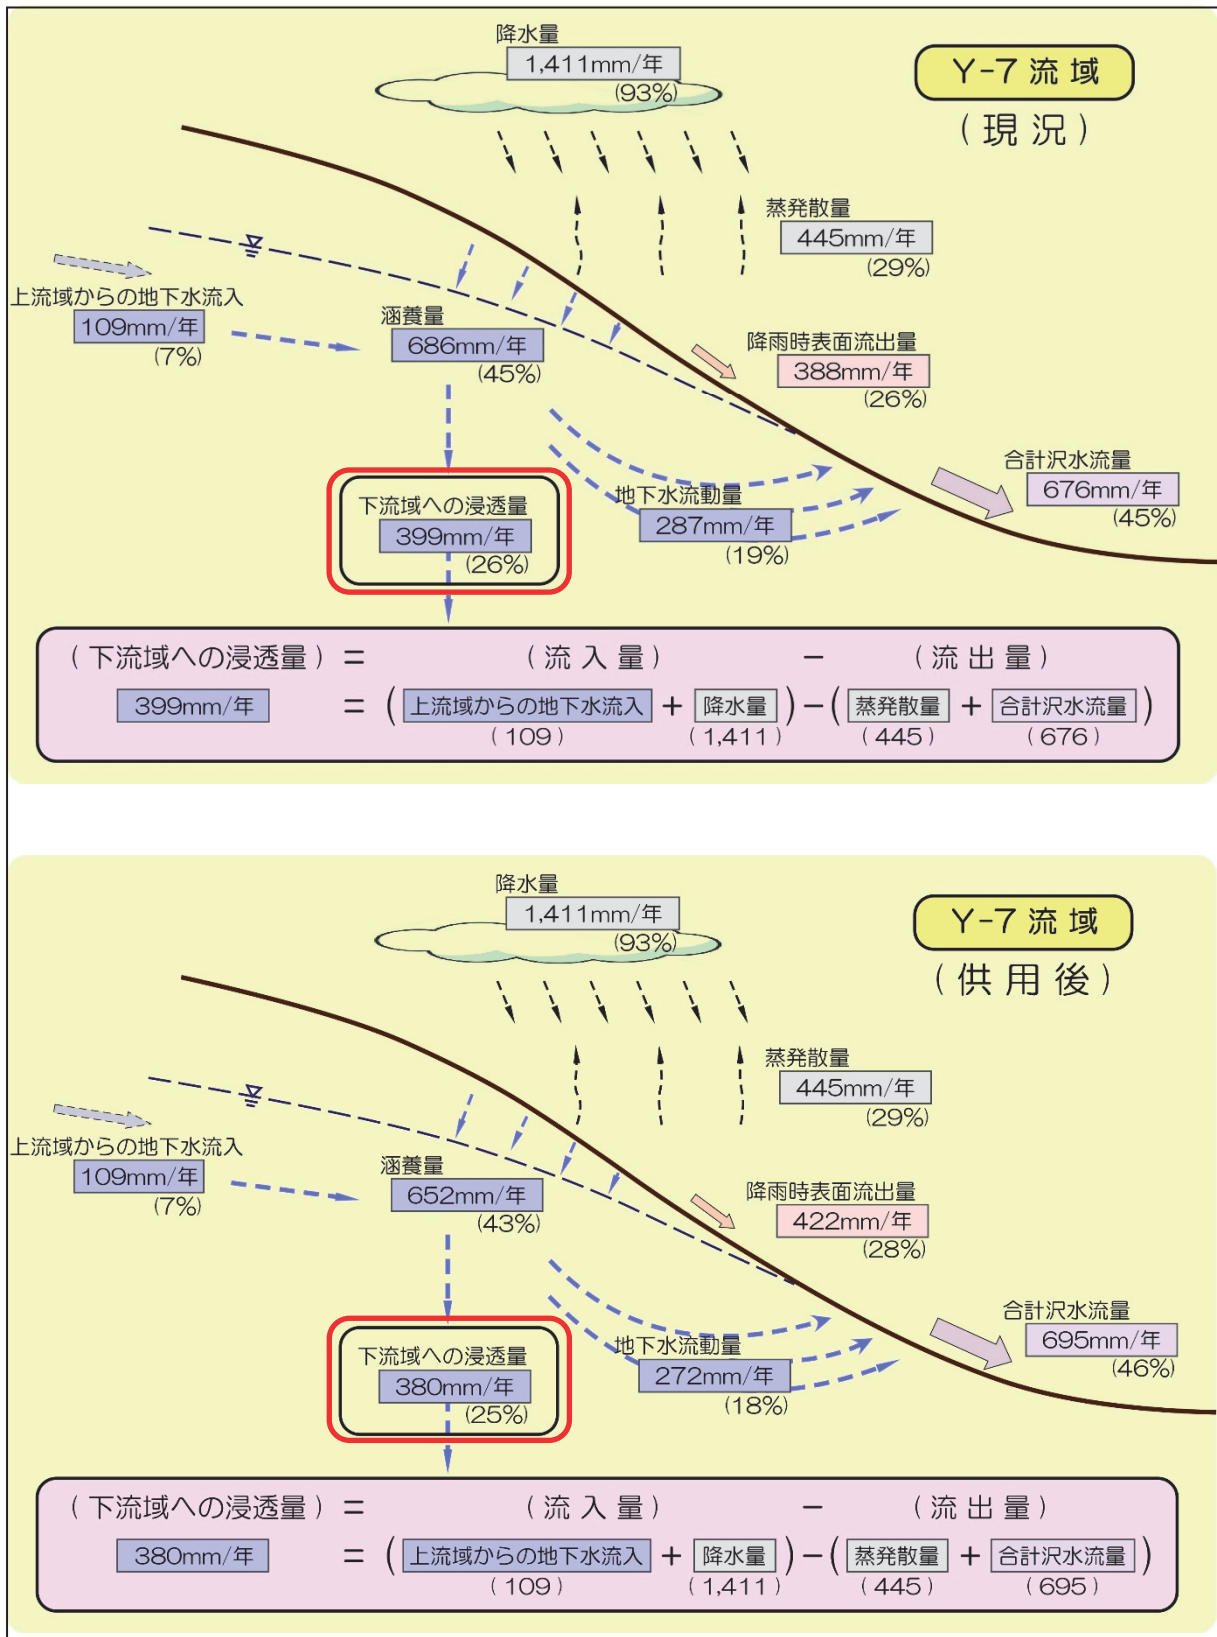 降水量
1,411mm/年
(93%)
Y-7 流域
(現況)
蒸発散量
445mm/年
(29%)
上流域からの地下水流入
109mm/年
(7%)
涵養量
686mm/年
(45%)
降雨時表面流出量
388mm/年
(26%)
合計沢水流量
676mm/年
(45%)
下流域への浸透量
399mm/年
(26%)
地下水流動量
287mm/年
(19%)
(下流域への浸透量) = (流入量) - (流出量)
399mm/年 = (上流域からの地下水流入 + 降水量) - (蒸発散量 + 合計沢水流量)
(109) (1,411) (445) (676)
降水量
1,411mm/年
(93%)
Y-7 流域
(供用後)
蒸発散量
445mm/年
(29%)
上流域からの地下水流入
109mm/年
(7%)
涵養量
652mm/年
(43%)
降雨時表面流出量
422mm/年
(28%)
合計沢水流量
695mm/年
(46%)
下流域への浸透量
380mm/年
(25%)
地下水流動量
272mm/年
(18%)
(下流域への浸透量) = (流入量) - (流出量)
380mm/年 = (上流域からの地下水流入 + 降水量) - (蒸発散量 + 合計沢水流量)
(109) (1,411) (445) (695)